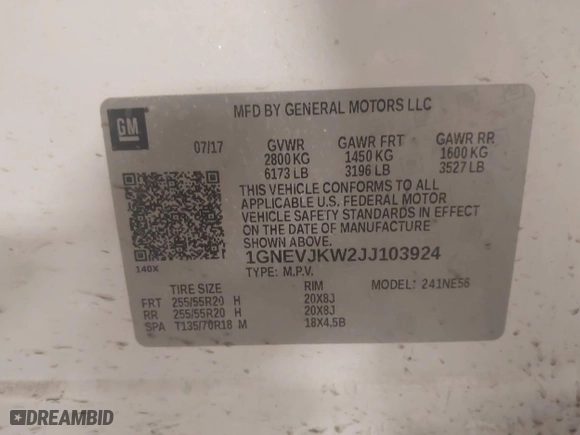 GM
MFD BY GENERAL MOTORS LLC
07/17
GVWR GAWR FRT GAWR RR
2800 KG 1450 KG 1600 KG
6173 LB 3196 LB 3527 LB
THIS VEHICLE CONFORMS TO ALL
APPLICABLE U.S. FEDERAL MOTOR
VEHICLE SAFETY STANDARDS IN EFFECT
ON THE DATE OF MANUFACTURE
SHOWN ABOVE.
140X
1GNEVJKW2JJ103924
TYPE: M.P.V. MODEL: 241NE56
TIRE SIZE RIM
FRT 255/55R20 H 20X8J
RR 255/55R20 H 20X8J
SPA T135/70R18 M 18X4.5B
DREAMBID